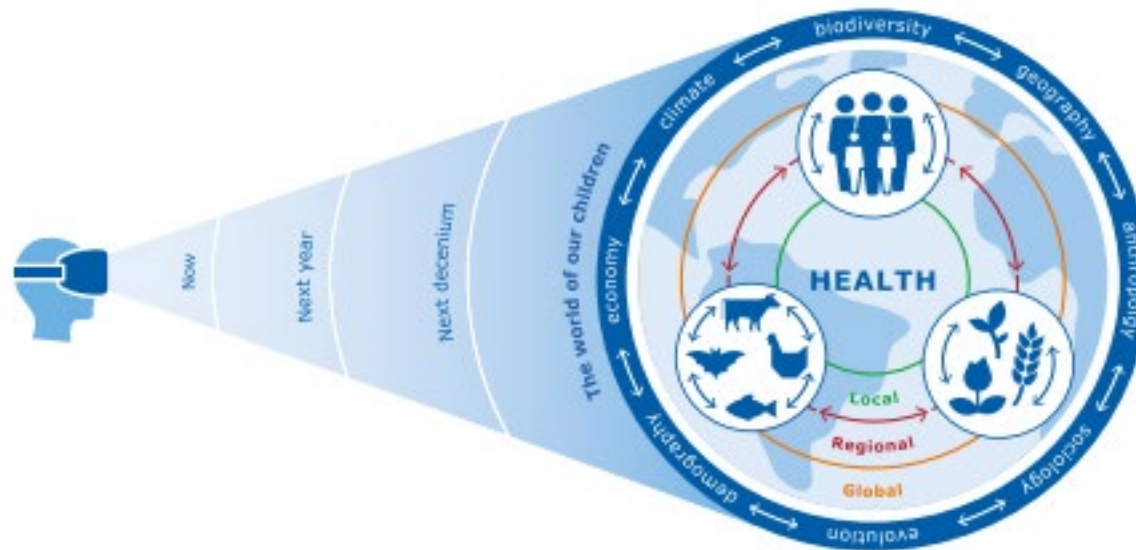 Now
Next year
Next decenium
The world of our children
climate
biodiversity
geography
anthropolgy
sociology
evolution
demography
economy
HEALTH
Local
Regional
Global